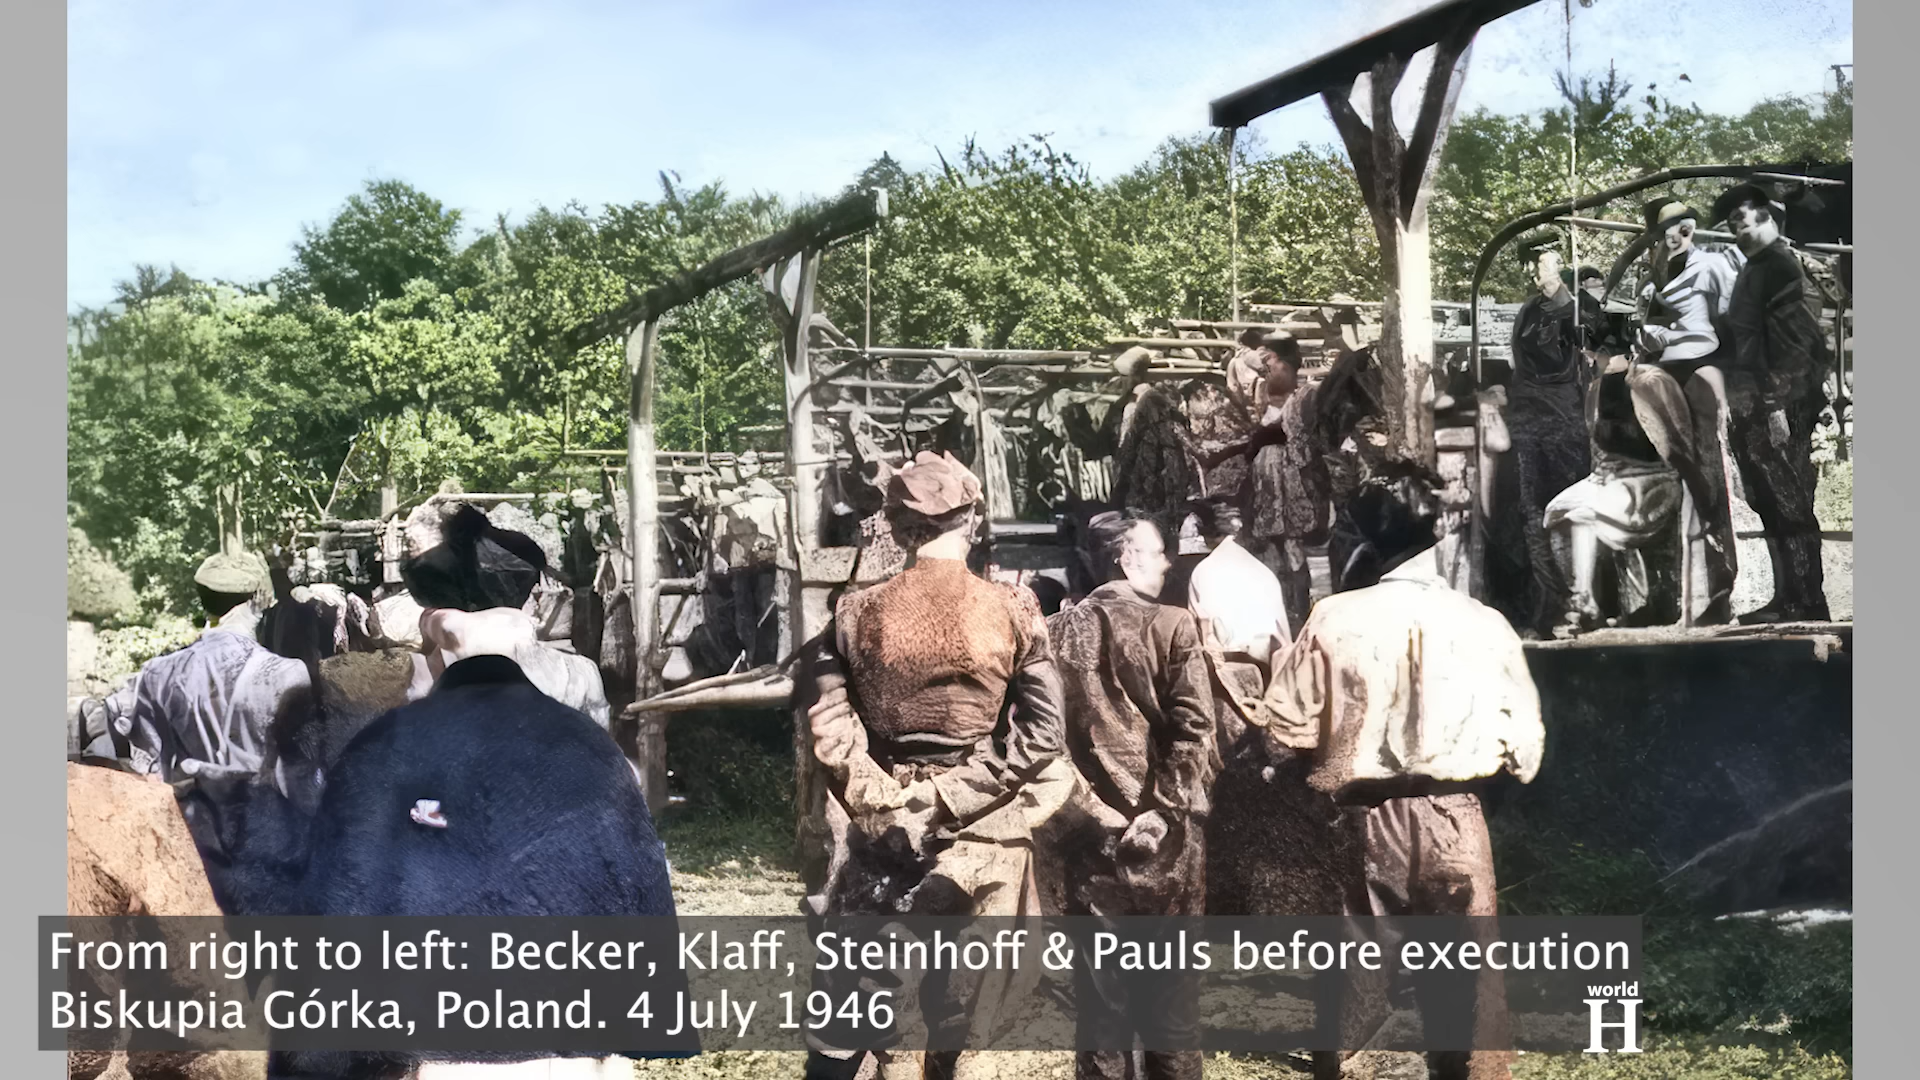 From right to left: Becker, Klaff, Steinhoff & Pauls before execution
Biskupia Górka, Poland. 4 July 1946
world
H